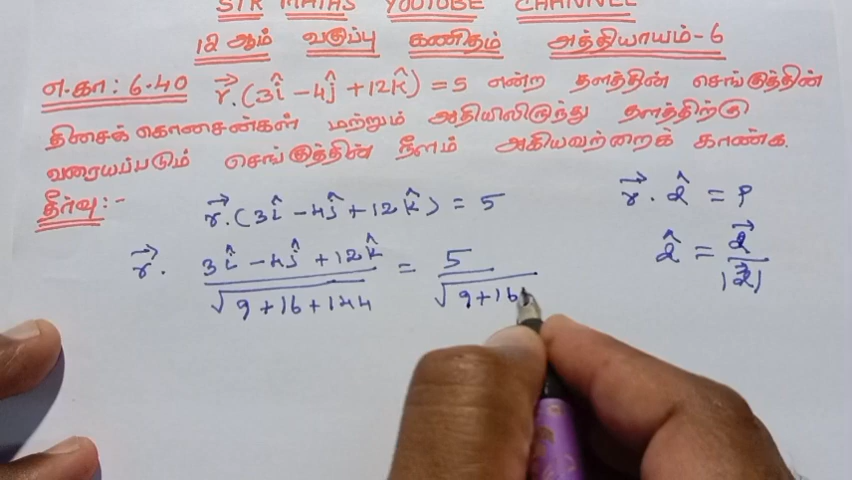 STR MATHS YOUTUBE CHANNEL
12 ஆம் வகுப்பு கணிதம் அத்தியாயம்-6
எ.கா: 6.40 r⃗.(3î - 4ĵ + 12k̂) = 5 என்ற தளத்தின் செங்குத்தின்
திசைக் கொசைன்கள் மற்றும் ஆதியிலிருந்து தளத்திற்கு
வரையப்படும் செங்குத்தின் நீளம் ஆகியவற்றைக் காண்க.
தீர்வு:-
r⃗.(3î - 4ĵ + 12k̂) = 5
r⃗. (3î - 4ĵ + 12k̂)/√(9+16+144) = 5/√(9+16
r⃗ . d̂ = P
d̂ = d⃗/|d⃗|